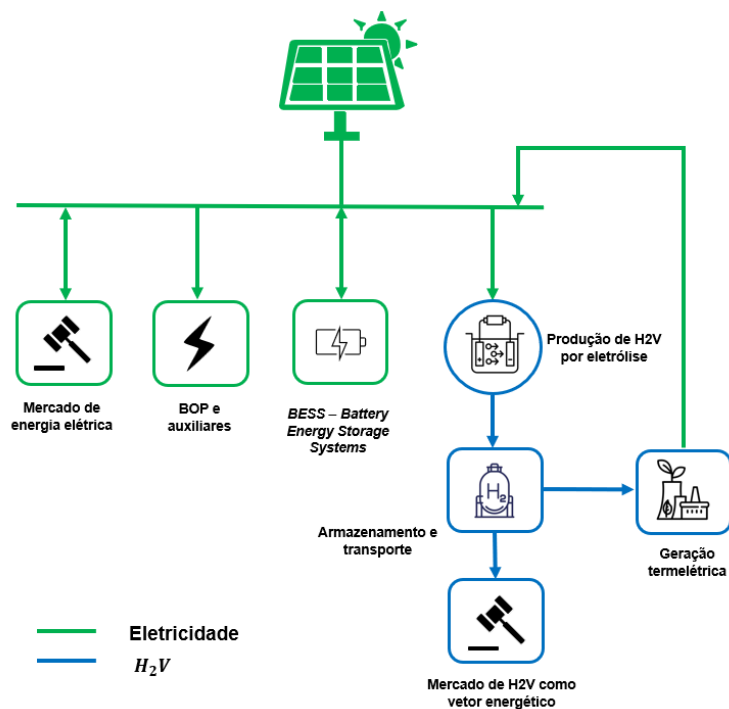 Produção de H2V
por eletrólise
+
-
Mercado de
energia elétrica
BOP e
auxiliares
BESS – Battery
Energy Storage
Systems
H2
Armazenamento e
transporte
Geração
termelétrica
Eletricidade
H₂V
Mercado de H2V como
vetor energético